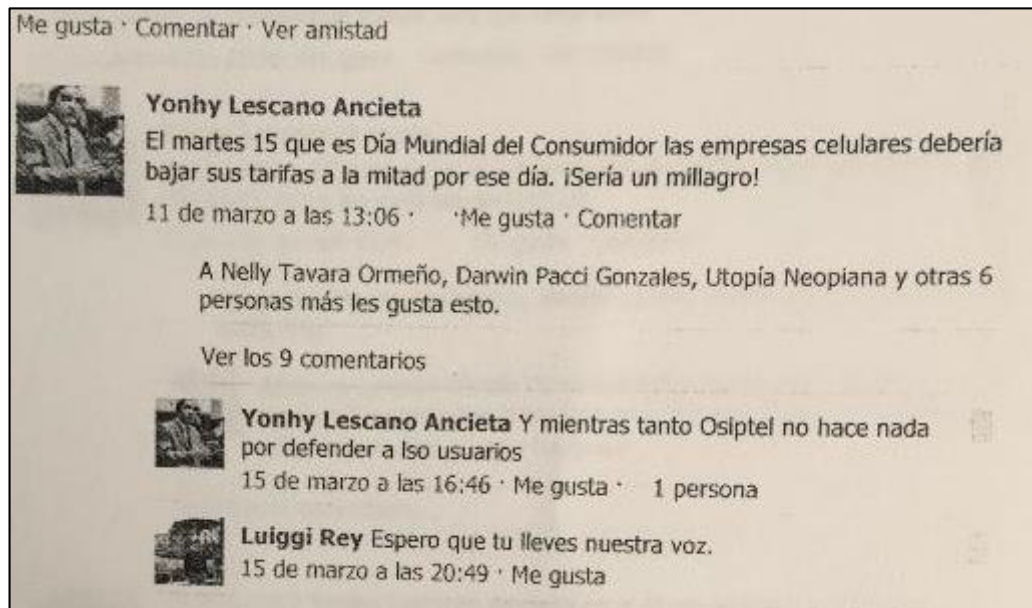 Me gusta · Comentar · Ver amistad
Yonhy Lescano Ancieta
El martes 15 que es Día Mundial del Consumidor las empresas celulares debería
bajar sus tarifas a la mitad por ese día. ¡Sería un millagro!
11 de marzo a las 13:06 · ·Me gusta · Comentar
A Nelly Tavara Ormeño, Darwin Pacci Gonzales, Utopía Neopiana y otras 6
personas más les gusta esto.
Ver los 9 comentarios
Yonhy Lescano Ancieta Y mientras tanto Osiptel no hace nada
por defender a lso usuarios
15 de marzo a las 16:46 · Me gusta · 1 persona
Luiggi Rey Espero que tu lleves nuestra voz.
15 de marzo a las 20:49 · Me gusta